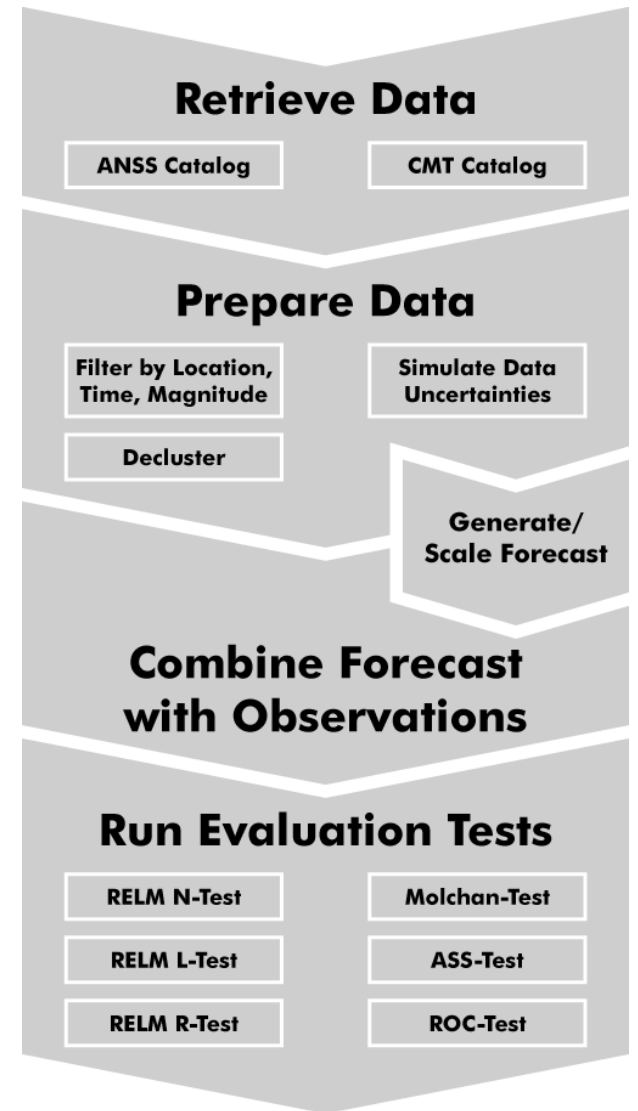 Retrieve Data
ANSS Catalog
CMT Catalog
Prepare Data
Filter by Location,
Time, Magnitude
Simulate Data
Uncertainties
Decluster
Generate/
Scale Forecast
Combine Forecast
with Observations
Run Evaluation Tests
RELM N-Test
Molchan-Test
RELM L-Test
ASS-Test
RELM R-Test
ROC-Test